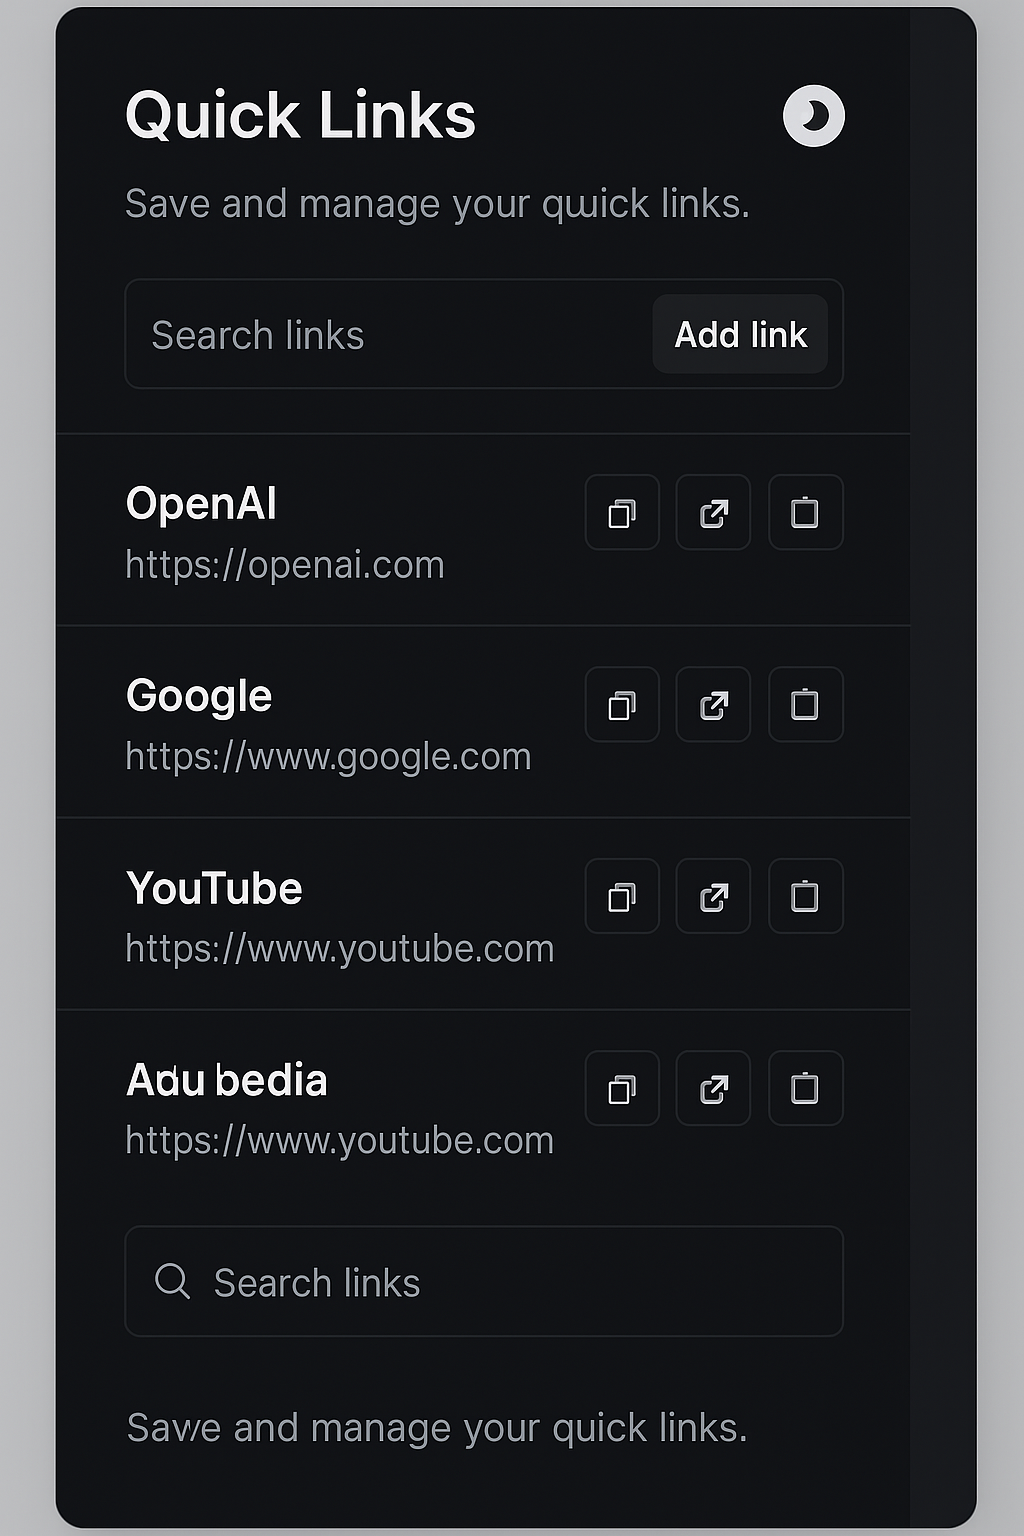 Quick Links
Save and manage your quick links.
Search links
Add link
OpenAI
https://openai.com
Google
https://www.google.com
YouTube
https://www.youtube.com
Adu bedia
https://www.youtube.com
Search links
Sawe and manage your quick links.